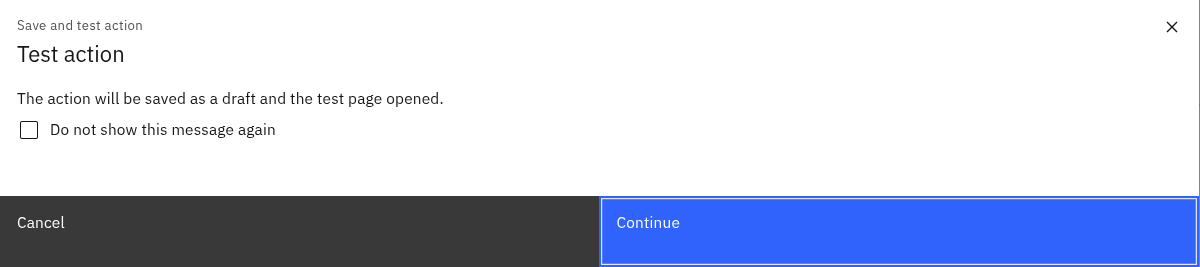 Save and test action
Test action
The action will be saved as a draft and the test page opened.
Do not show this message again
Cancel
Continue